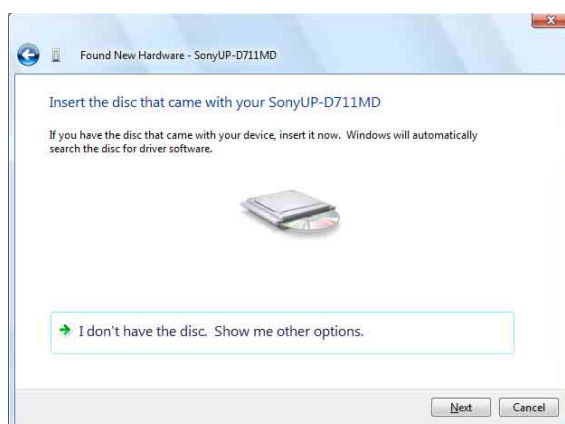 Found New Hardware - SonyUP-D711MD
Insert the disc that came with your SonyUP-D711MD
If you have the disc that came with your device, insert it now.  Windows will automatically
search the disc for driver software.
I don't have the disc.  Show me other options.
Next
Cancel